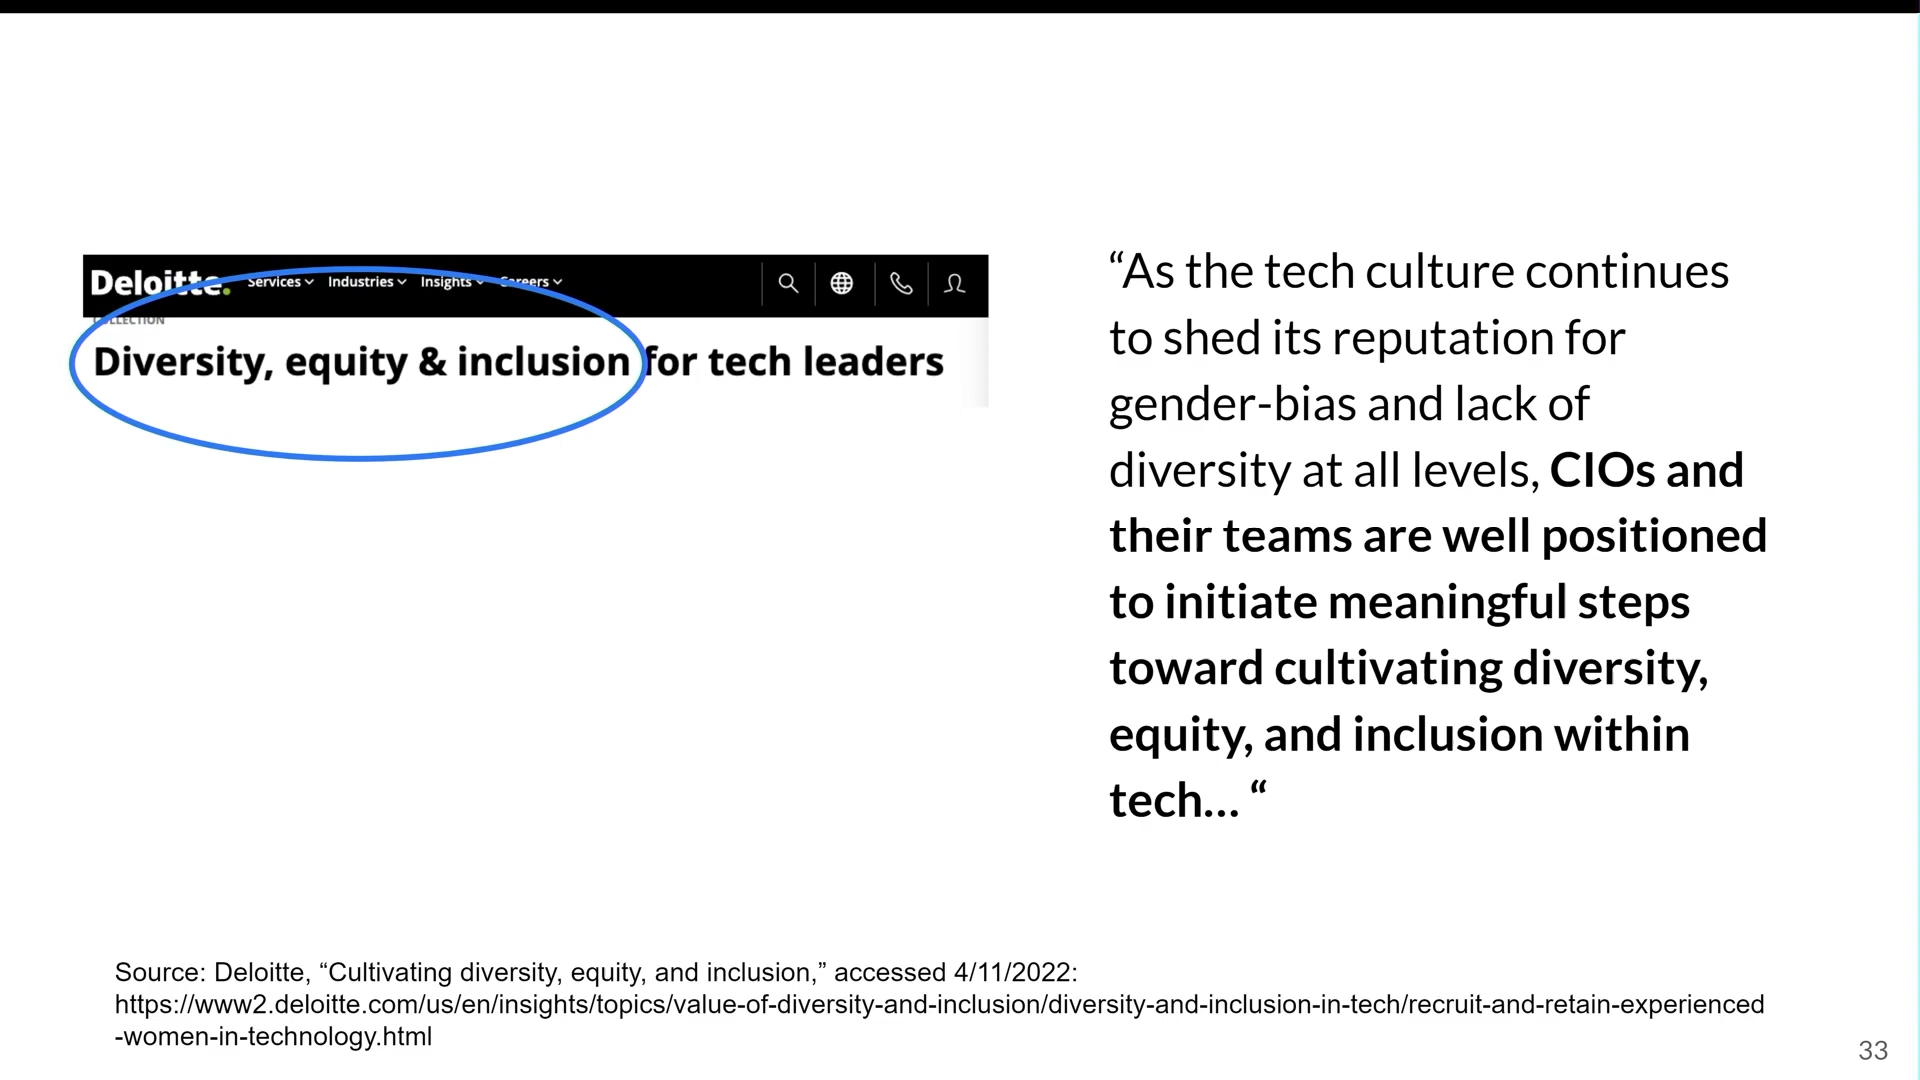 Deloitte. Services Industries Insights Careers
COLLECTION
Diversity, equity & inclusion for tech leaders
“As the tech culture continues
to shed its reputation for
gender-bias and lack of
diversity at all levels, CIOs and
their teams are well positioned
to initiate meaningful steps
toward cultivating diversity,
equity, and inclusion within
tech... “
Source: Deloitte, “Cultivating diversity, equity, and inclusion,” accessed 4/11/2022:
https://www2.deloitte.com/us/en/insights/topics/value-of-diversity-and-inclusion/diversity-and-inclusion-in-tech/recruit-and-retain-experienced
-women-in-technology.html
33